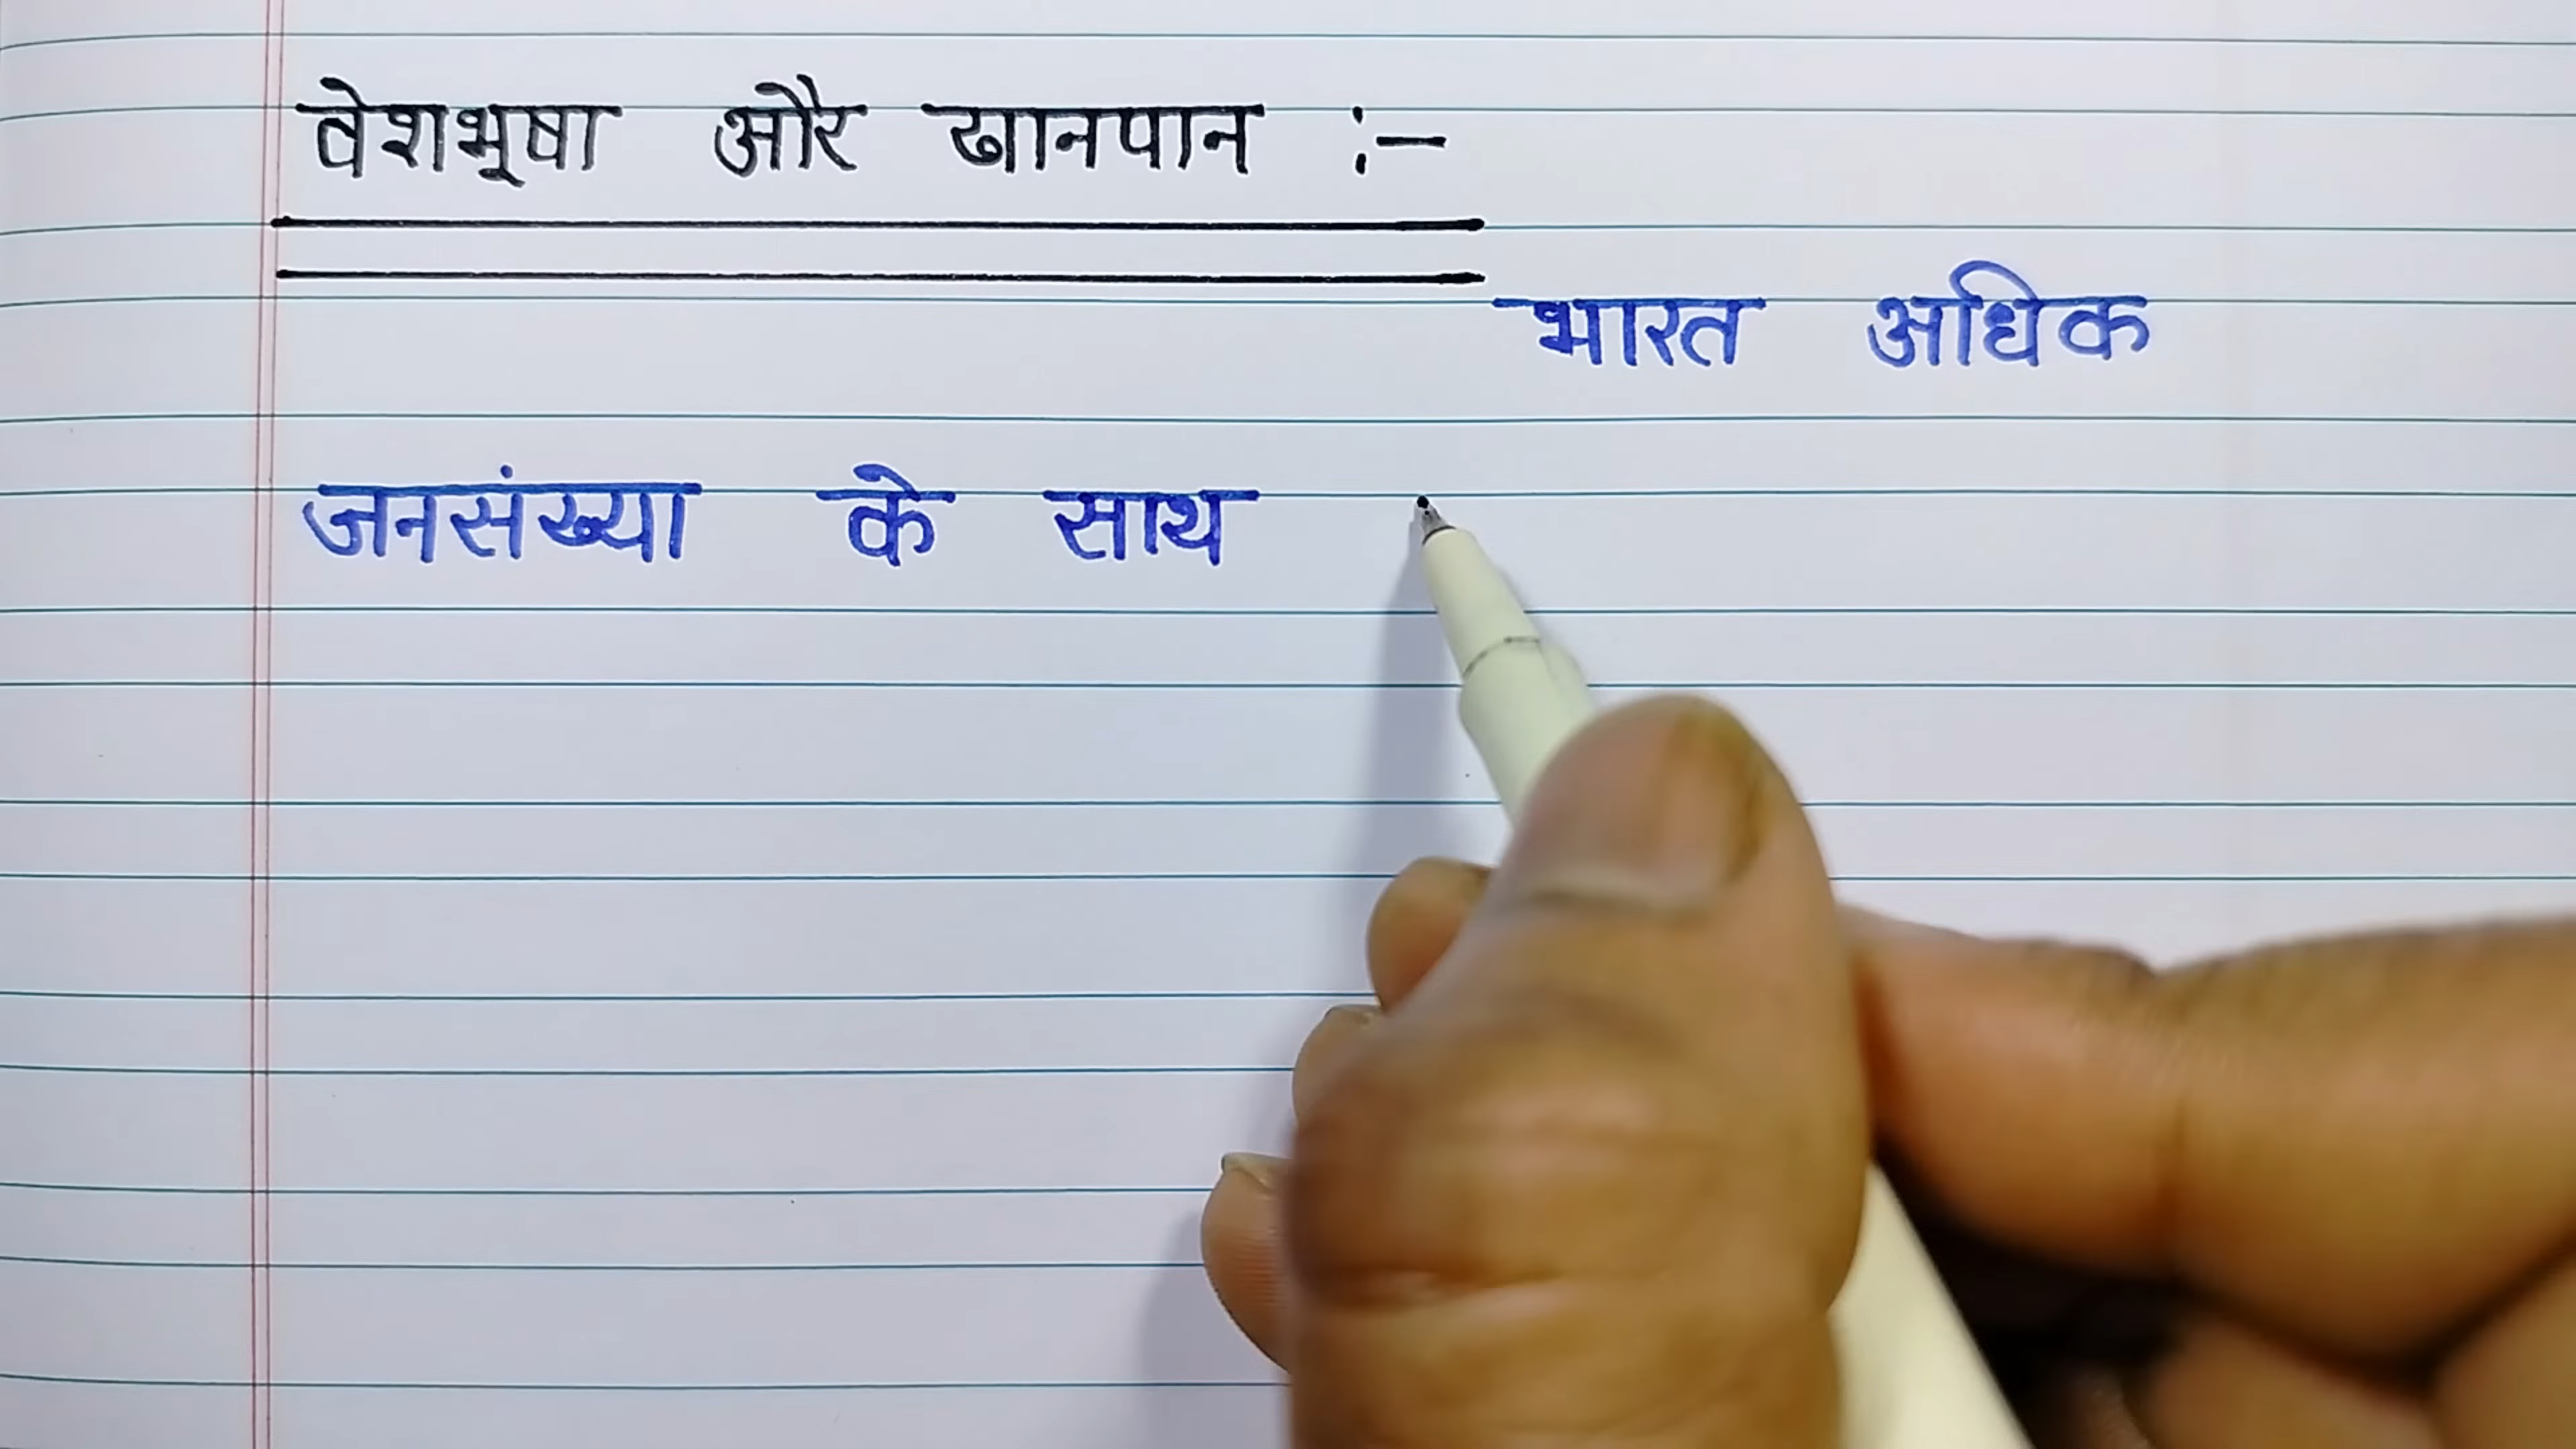 वेशभूषा और खानपान :–
भारत अधिक
जनसंख्या के साथ